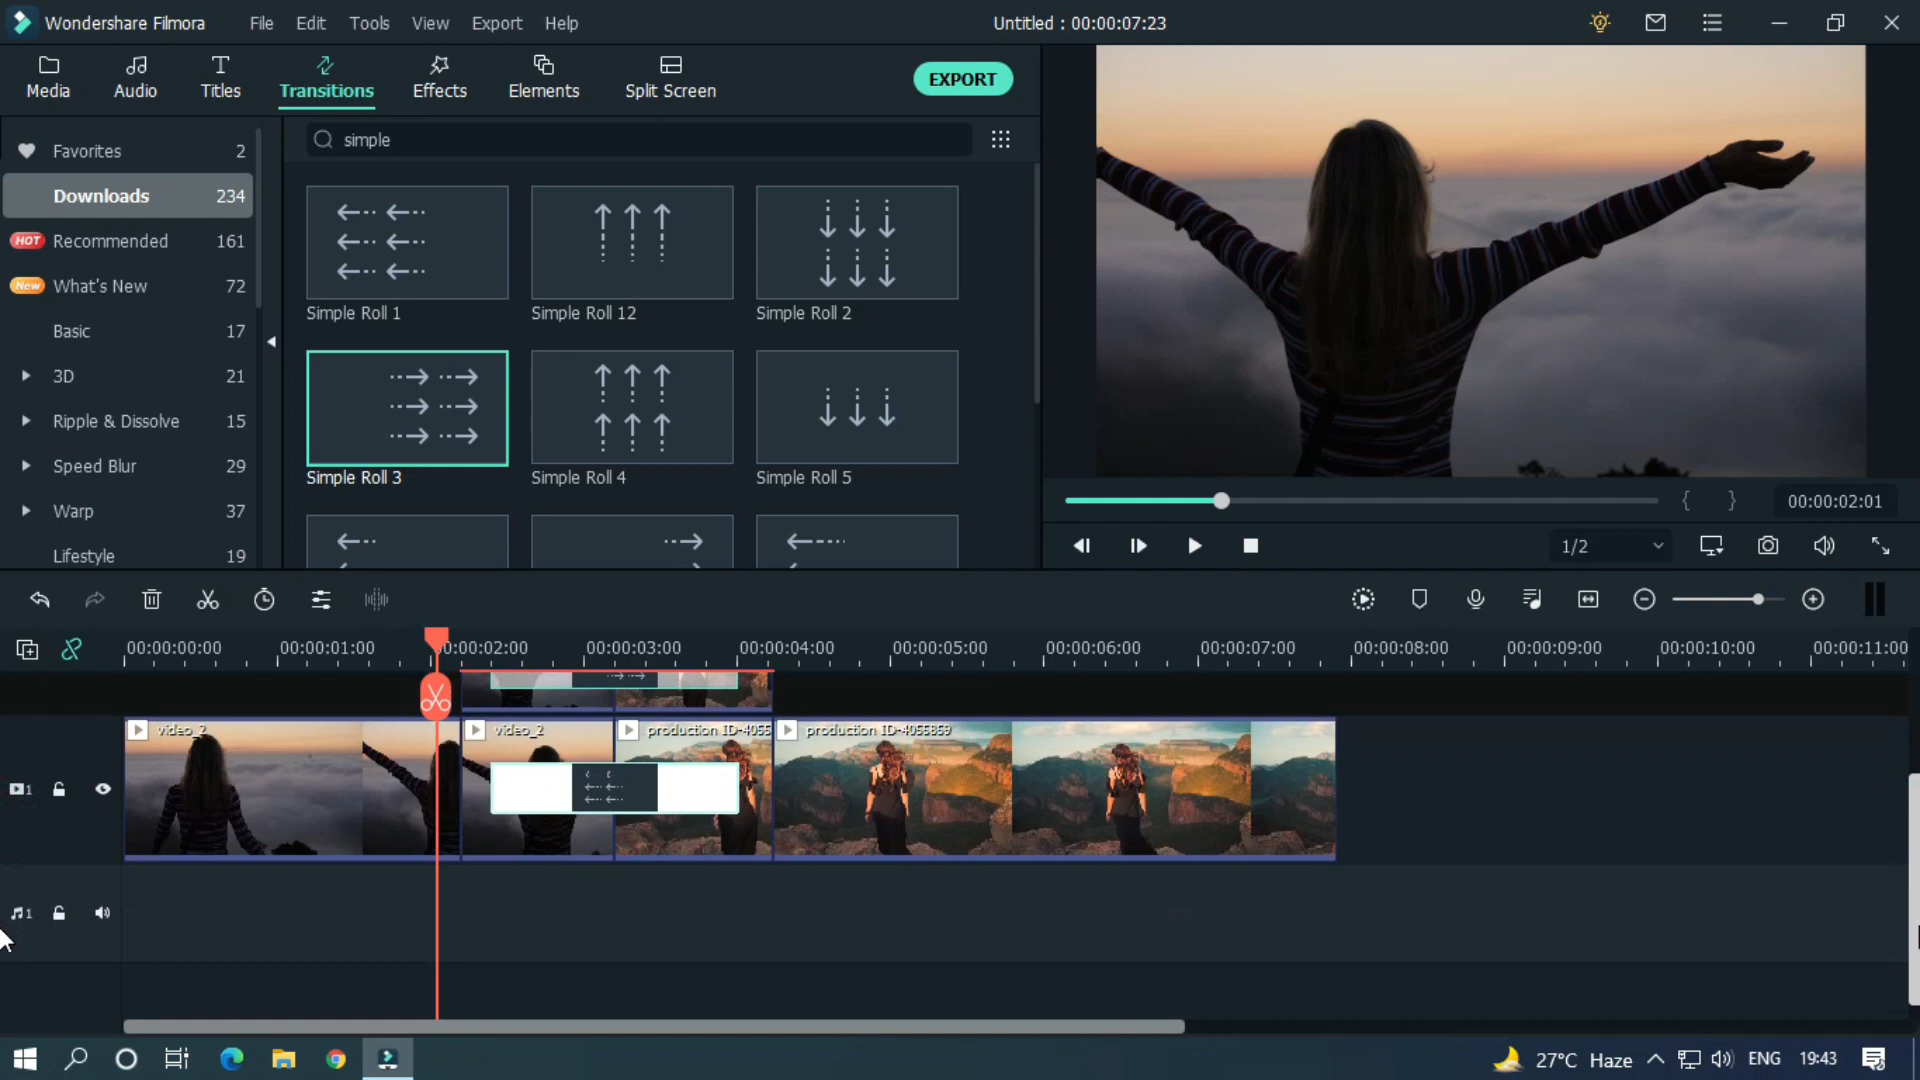 Wondershare Filmora File Edit Tools View Export Help Untitled : 00:00:07:23
Media Audio Titles Transitions Effects Elements Split Screen EXPORT
Favorites 2
Downloads 234
HOT Recommended 161
New What's New 72
Basic 17
3D 21
Ripple & Dissolve 15
Speed Blur 29
Warp 37
Lifestyle 19
simple
Simple Roll 1 Simple Roll 12 Simple Roll 2
Simple Roll 3 Simple Roll 4 Simple Roll 5
{ } 00:00:02:01
1/2
00:00:00:00 00:00:01:00 00:00:02:00 00:00:03:00 00:00:04:00 00:00:05:00 00:00:06:00 00:00:07:00 00:00:08:00 00:00:09:00 00:00:10:00 00:00:11:00
video_2 video_2 production ID-4055 production ID-4055859
1
1
27°C Haze ENG 19:43